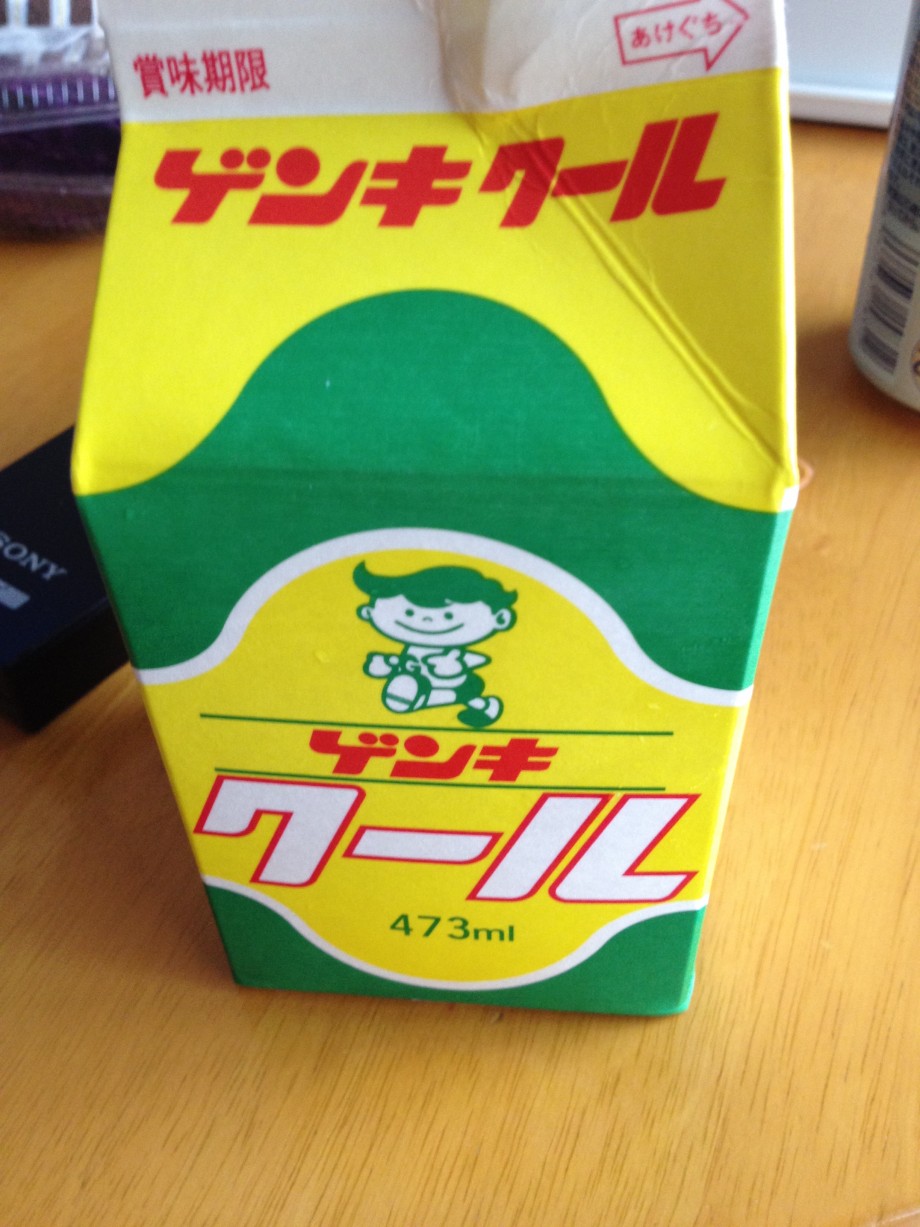 賞味期限
あけぐち
ゲンキクール
SONY
ゲンキ
クール
473ml